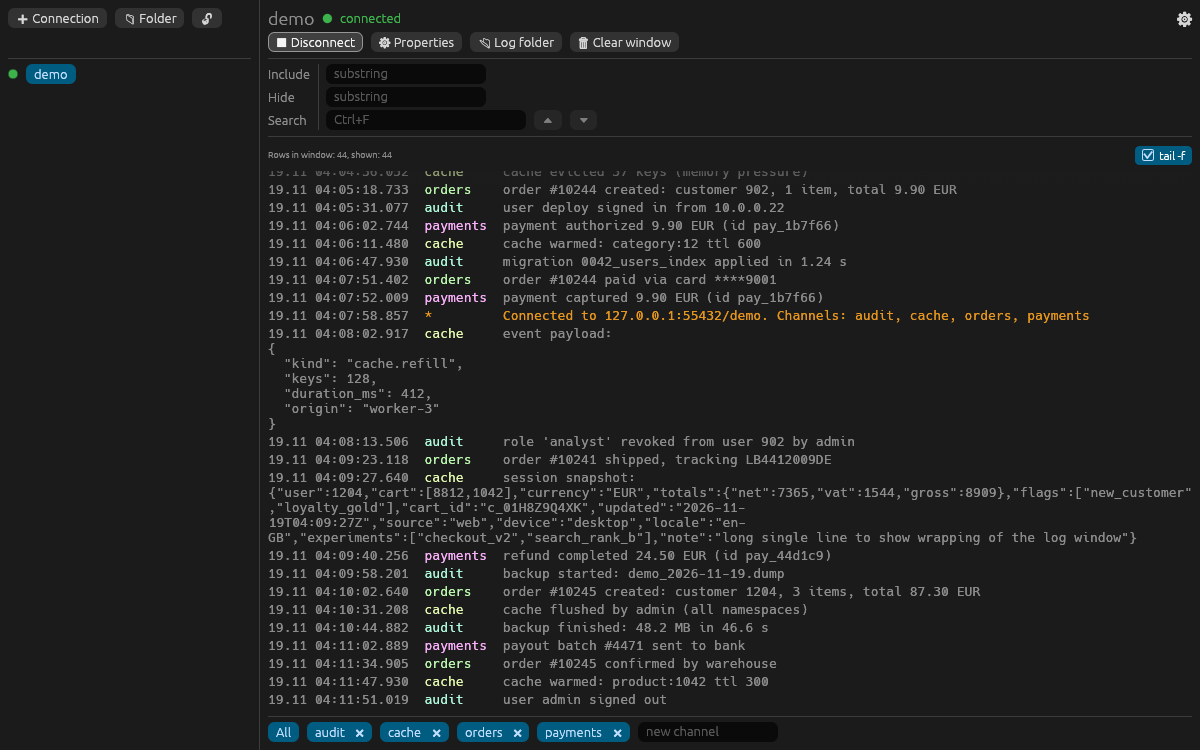 + Connection
Folder
demo
demo ● connected
Disconnect
Properties
Log folder
Clear window
Include substring
Hide substring
Search Ctrl+F
Rows in window: 44, shown: 44
tail -f
cache cache evicted 37 keys (memory pressure)
19.11 04:05:18.733 orders order #10244 created: customer 902, 1 item, total 9.90 EUR
19.11 04:05:31.077 audit user deploy signed in from 10.0.0.22
19.11 04:06:02.744 payments payment authorized 9.90 EUR (id pay_1b7f66)
19.11 04:06:11.480 cache cache warmed: category:12 ttl 600
19.11 04:06:47.930 audit migration 0042_users_index applied in 1.24 s
19.11 04:07:51.402 orders order #10244 paid via card ****9001
19.11 04:07:52.009 payments payment captured 9.90 EUR (id pay_1b7f66)
19.11 04:07:58.857 * Connected to 127.0.0.1:55432/demo. Channels: audit, cache, orders, payments
19.11 04:08:02.917 cache event payload:
{
"kind": "cache.refill",
"keys": 128,
"duration_ms": 412,
"origin": "worker-3"
}
19.11 04:08:13.506 audit role 'analyst' revoked from user 902 by admin
19.11 04:09:23.118 orders order #10241 shipped, tracking LB4412009DE
19.11 04:09:27.640 cache session snapshot:
{"user":1204,"cart":[8812,1042],"currency":"EUR","totals":{"net":7365,"vat":1544,"gross":8909},"flags":["new_customer"
,"loyalty_gold"],"cart_id":"c_01H8Z9Q4XK","updated":"2026-11-
19T04:09:27Z","source":"web","device":"desktop","locale":"en-
GB","experiments":["checkout_v2","search_rank_b"],"note":"long single line to show wrapping of the log window"}
19.11 04:09:40.256 payments refund completed 24.50 EUR (id pay_44d1c9)
19.11 04:09:58.201 audit backup started: demo_2026-11-19.dump
19.11 04:10:02.640 orders order #10245 created: customer 1204, 3 items, total 87.30 EUR
19.11 04:10:31.208 cache cache flushed by admin (all namespaces)
19.11 04:10:44.882 audit backup finished: 48.2 MB in 46.6 s
19.11 04:11:02.889 payments payout batch #4471 sent to bank
19.11 04:11:34.905 orders order #10245 confirmed by warehouse
19.11 04:11:47.930 cache cache warmed: product:1042 ttl 300
19.11 04:11:51.019 audit user admin signed out
All audit × cache × orders × payments × new channel